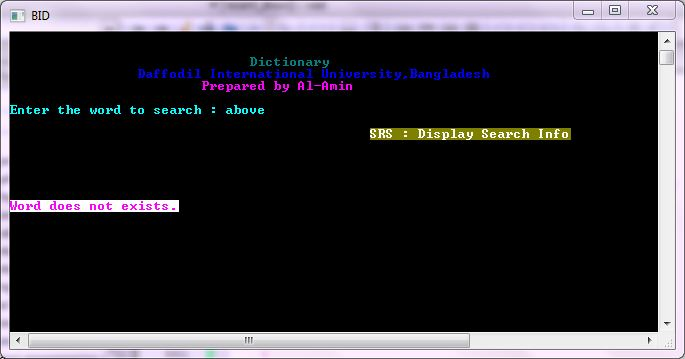 BID
Dictionary
Daffodil International University,Bangladesh
Prepared by Al-Amin
Enter the word to search : above
SRS : Display Search Info
Word does not exists.